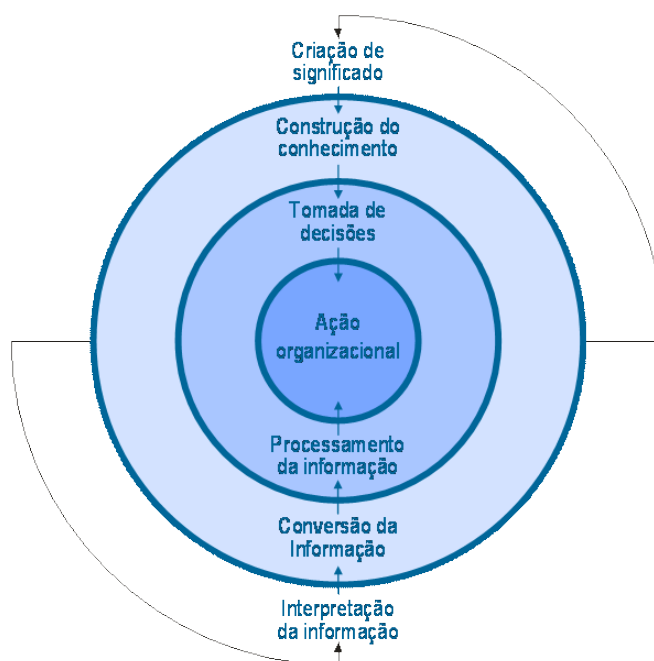 Criação de
significado
Construção do
conhecimento
Tomada de
decisões
Ação
organizacional
Processamento
da informação
Conversão da
Informação
Interpretação
da informação